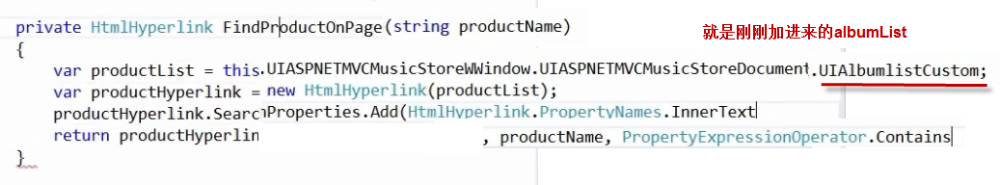 private HtmlHyperlink FindProductOnPage(string productName)
就是刚刚加进来的albumList
{
var productList = this.UIASPNETMVCMusicStoreWWindow.UIASPNETMVCMusicStoreDocument.UIAlbumlistCustom;
var productHyperlink = new HtmlHyperlink(productList);
productHyperlink.SearchProperties.Add(HtmlHyperlink.PropertyNames.InnerText
return productHyperlin , productName, PropertyExpressionOperator.Contains
}